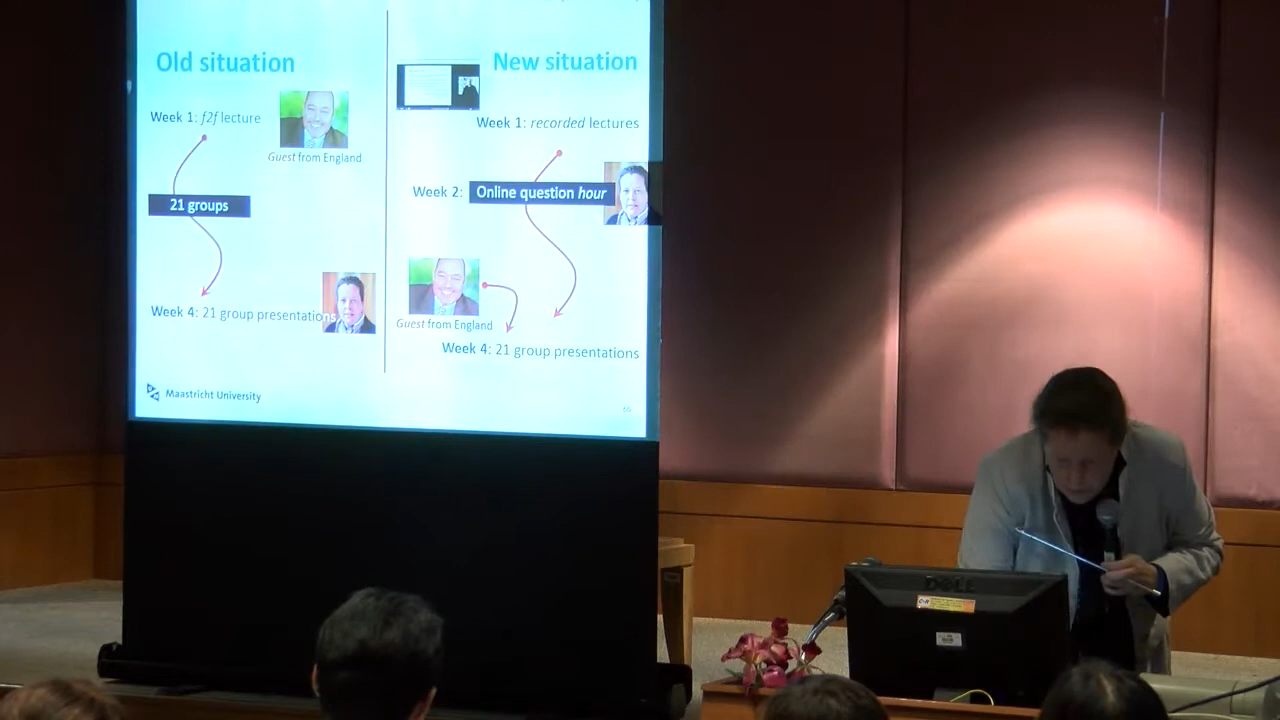 Old situation
Week 1: f2f lecture
Guest from England
21 groups
Week 4: 21 group presentations
New situation
Week 1: recorded lectures
Week 2: Online question hour
Guest from England
Week 4: 21 group presentations
Maastricht University
DELL